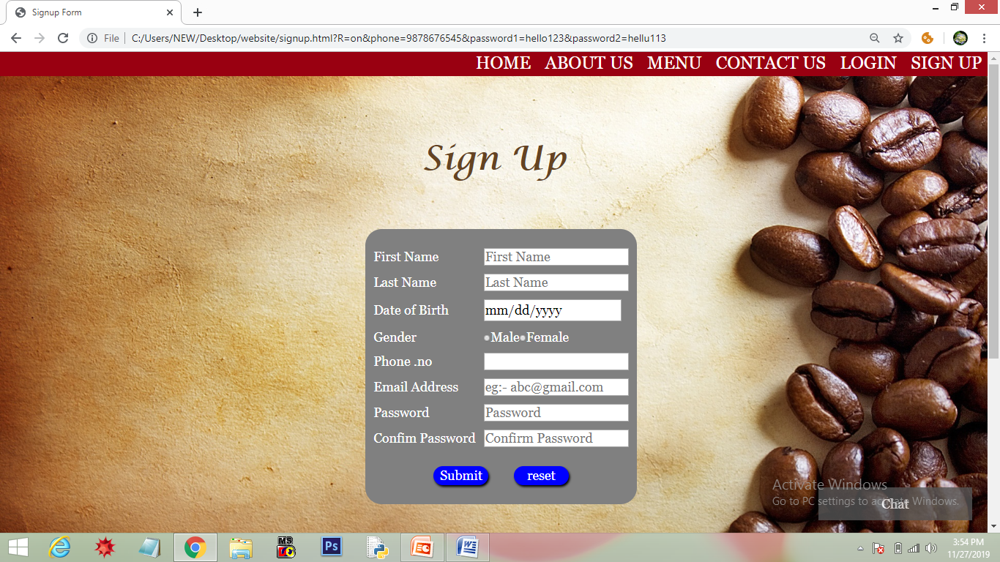 Signup Form
File
C:/Users/NEW/Desktop/website/signup.html?R=on&phone=9878676545&password1=hello123&password2=hellu113
HOME ABOUT US MENU CONTACT US LOGIN SIGN UP
Sign Up
First Name First Name
Last Name Last Name
Date of Birth mm/dd/yyyy
Gender Male Female
Phone .no
Email Address eg:- abc@gmail.com
Password Password
Confim Password Confirm Password
Submit reset
Activate Windows
Go to PC settings to activate Windows.
Chat
MS
Ps
3:54 PM
11/27/2019